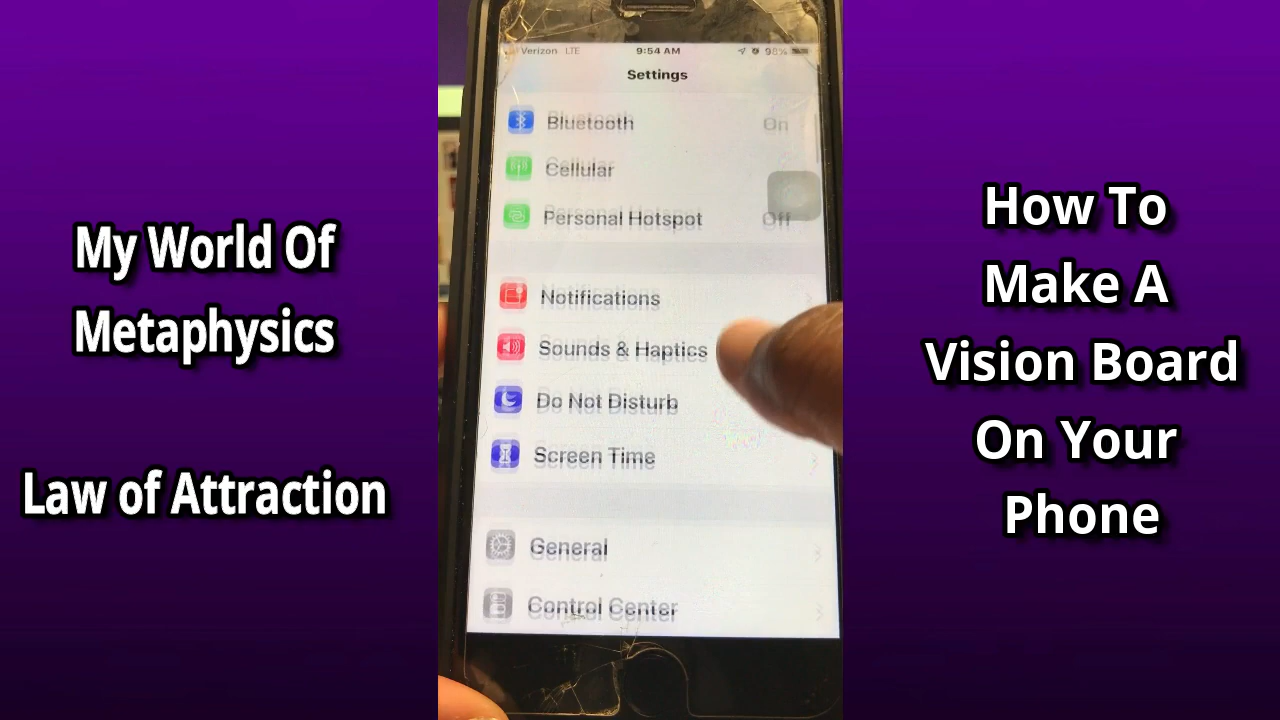 My World Of
Metaphysics
Law of Attraction
Verizon LTE 9:54 AM 98%
Settings
Bluetooth On
Cellular
Personal Hotspot Off
Notifications
Sounds & Haptics
Do Not Disturb
Screen Time
General
Control Center
How To
Make A
Vision Board
On Your
Phone